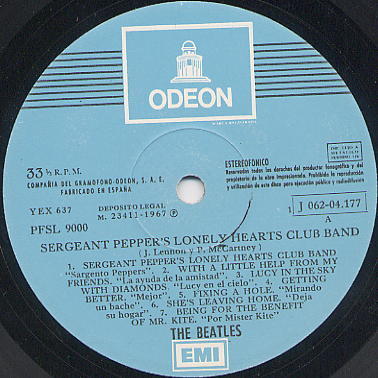 ODEON
33 ⅓ R. P. M.
COMPAÑIA DEL GRAMOFONO-ODEON, S. A. E.
FABRICADO EN ESPAÑA
ESTEREOFONICO
Reservados todos los derechos del productor fonográfico y del
propietario de la obra impresionada. Prohibida la reproducción
y utilización de este disco para ejecución pública y radiodifusión
YEX 637
DEPOSITO LEGAL
M. 23411-1967 Ⓟ
PFSL 9000
1 J 062-04.177
A
SERGEANT PEPPER'S LONELY HEARTS CLUB BAND
(J. Lennon y P. McCartney)
1. SERGEANT PEPPER'S LONELY HEARTS CLUB BAND
"Sargento Peppers". 2. WITH A LITTLE HELP FROM MY
FRIENDS. "La ayuda de la amistad". 3. LUCY IN THE SKY
WITH DIAMONDS. "Lucy en el cielo". 4. GETTING
BETTER, "Mejor". 5. FIXING A HOLE. "Mirando
un bache". 6. SHE'S LEAVING HOME. "Deja
su hogar". 7. BEING FOR THE BENEFIT
OF MR. KITE. "Por Mister Kite"
THE BEATLES
EMI